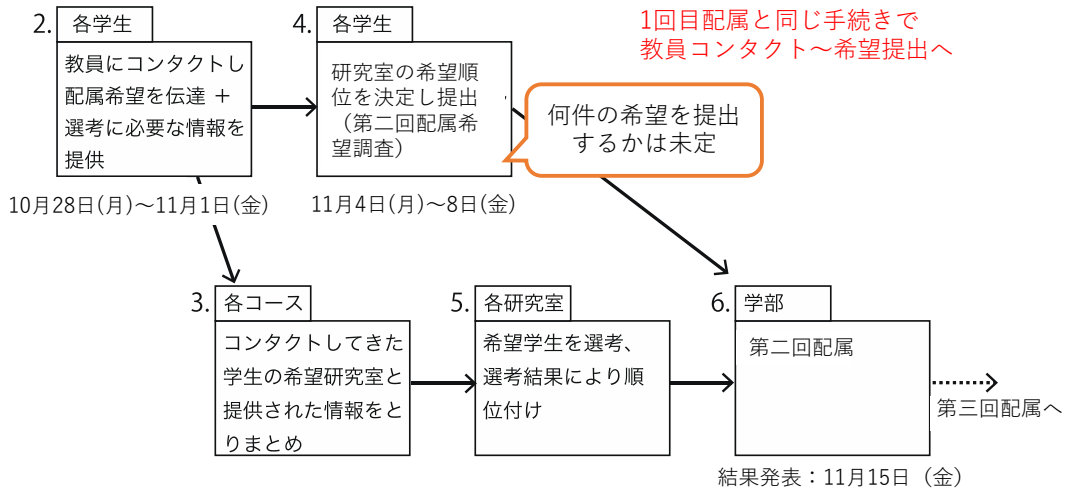 2. 各学生
教員にコンタクトし
配属希望を伝達 +
選考に必要な情報を
提供
10月28日(月)～11月1日(金)
4. 各学生
研究室の希望順
位を決定し提出
（第二回配属希
望調査）
11月4日(月)～8日(金)
1回目配属と同じ手続きで
教員コンタクト～希望提出へ
何件の希望を提出
するかは未定
3. 各コース
コンタクトしてきた
学生の希望研究室と
提供された情報をと
りまとめ
5. 各研究室
希望学生を選考、
選考結果により順
位付け
6. 学部
第二回配属
結果発表：11月15日（金）
第三回配属へ